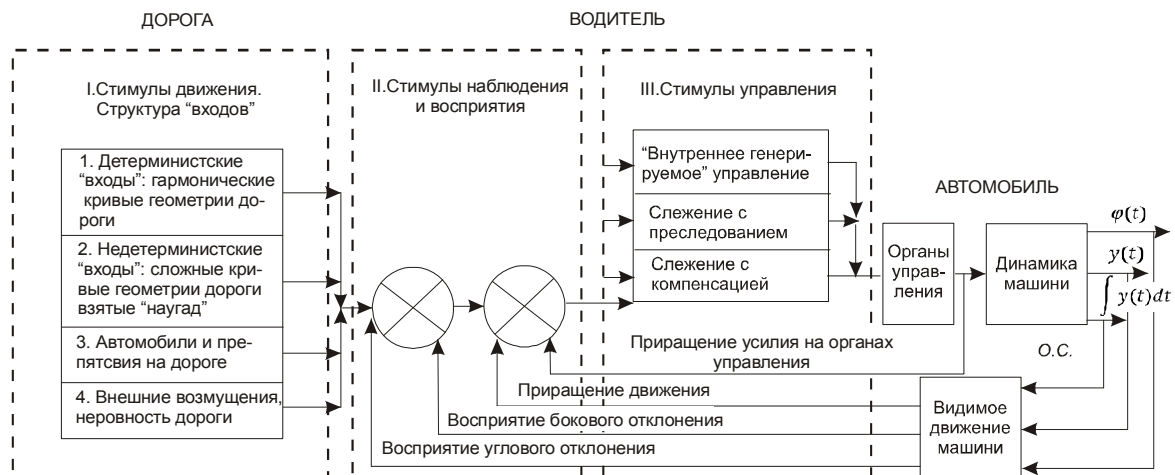 ДОРОГА
ВОДИТЕЛЬ
I.Стимулы движения.
Структура “входов”
1. Детерминистские
“входы”: гармонические
кривые геометрии до-
роги
2. Недетерминистские
“входы”: сложные кри-
вые геометрии дороги
взятые “наугад”
3. Автомобили и пре-
пятсвия на дороге
4. Внешние возмущения,
неровность дороги
II.Стимулы наблюдения
и восприятия
III.Стимулы управления
“Внутреннее генери-
руемое” управление
Слежение с
преследованием
Слежение с
компенсацией
АВТОМОБИЛЬ
Органы
управ-
ления
Динамика
машины
φ(t)
y(t)
∫ y(t)dt
О.С.
Приращение усилия на органах
управления
Приращение движения
Восприятие бокового отклонения
Восприятие углового отклонения
Видимое
движение
машины